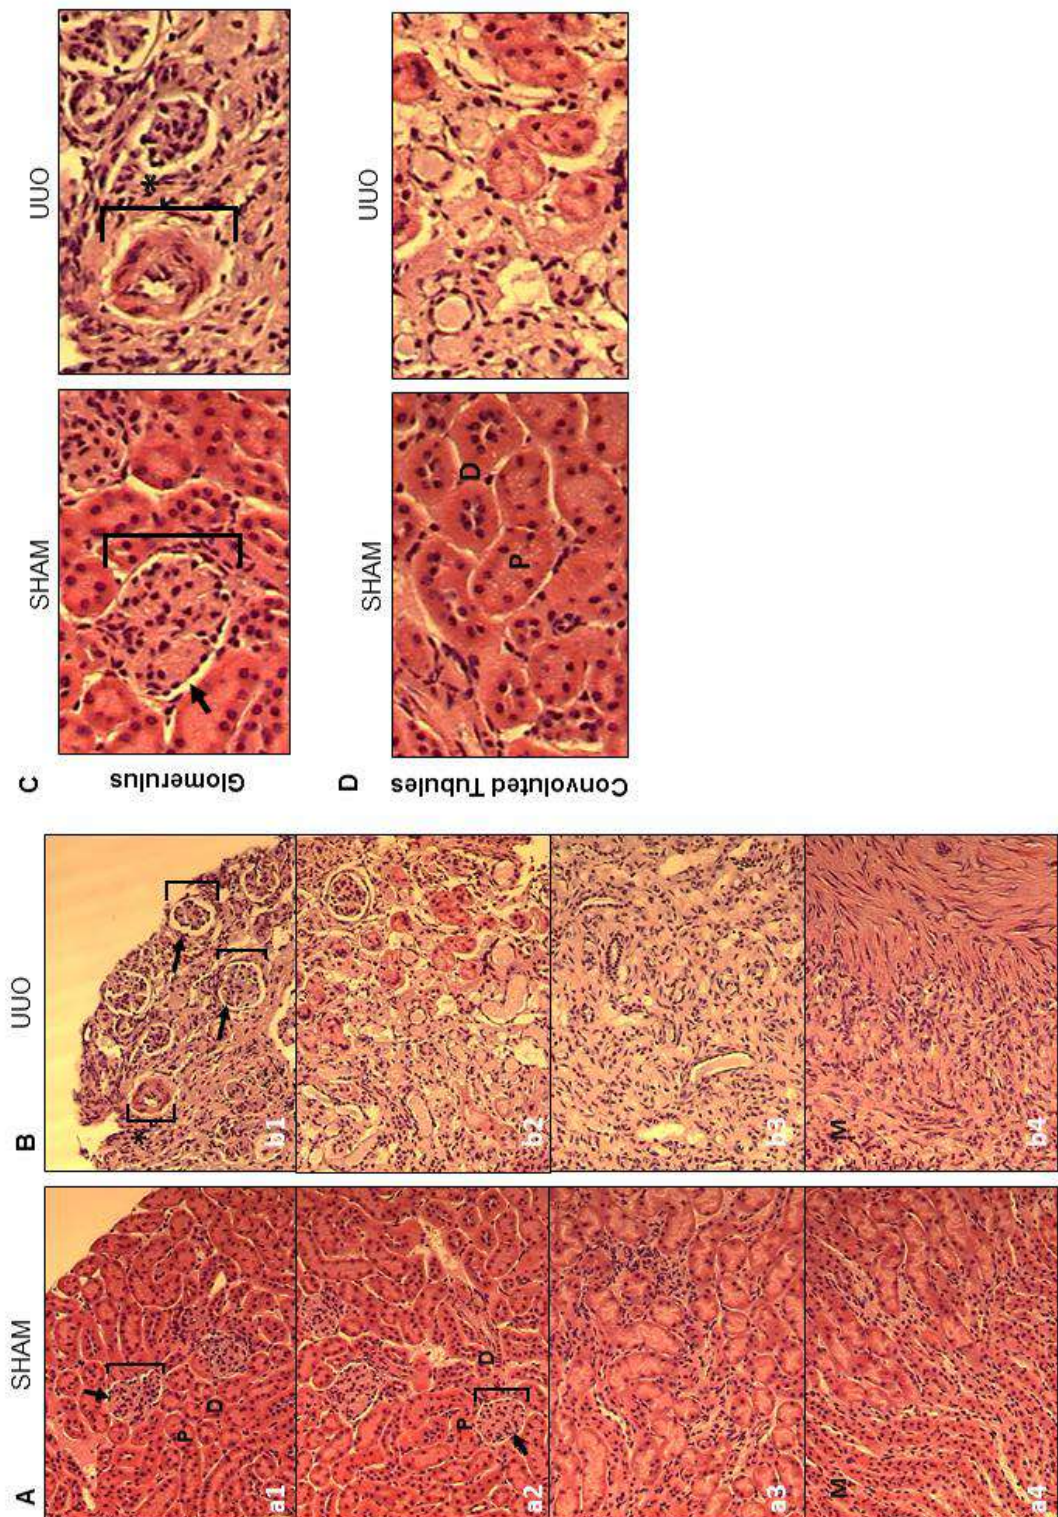 A
SHAM
B
UUO
a1
P
D
b1
*
a2
P
D
b2
a3
b3
a4
M
b4
M
C
SHAM
UUO
Glomerulus
*
D
SHAM
UUO
Convoluted Tubules
P
D